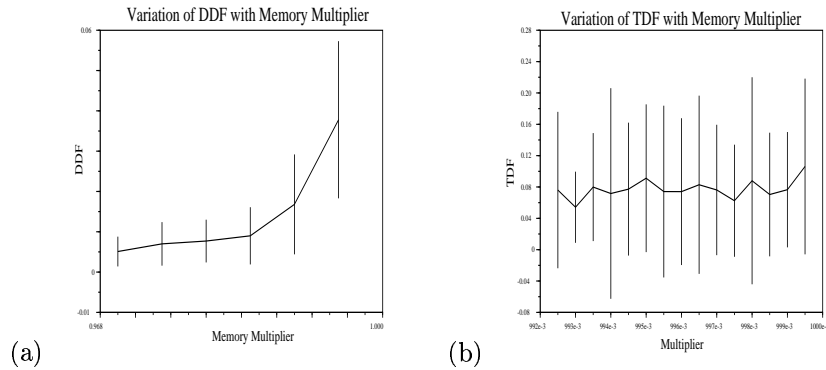 Variation of DDF with Memory Multiplier
0.06
DDF
0
-0.01
0.968
1.000
Memory Multiplier
(a)
Variation of TDF with Memory Multiplier
0.28
0.20
0.16
0.12
TDF
0.08
0.04
0
-0.04
-0.08
992e-3 993e-3 994e-3 995e-3 996e-3 997e-3 998e-3 999e-3 1000e-3
Multiplier
(b)